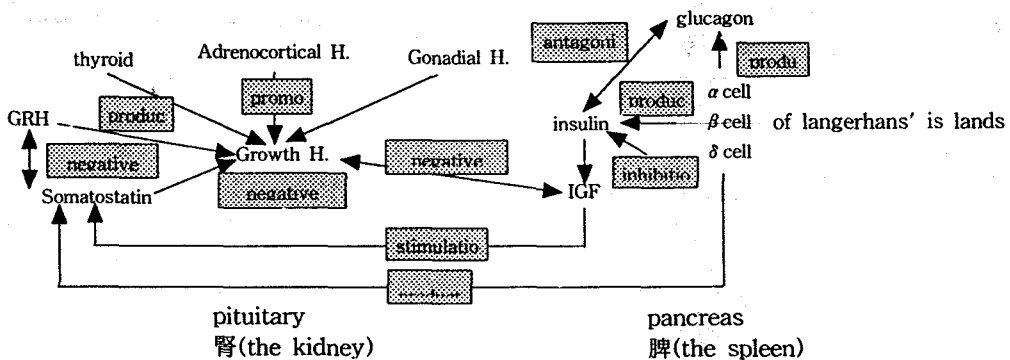 glucagon
Adrenocortical H.
antagoni
thyroid
Gonadial H.
produ
α cell
promo
produc
produc
GRH
insulin
β cell of langerhans' is lands
Growth H.
negative
negative
δ cell
negative
inhibitio
Somatostatin
IGF
stimulatio
pituitary
pancreas
腎(the kidney)
脾(the spleen)